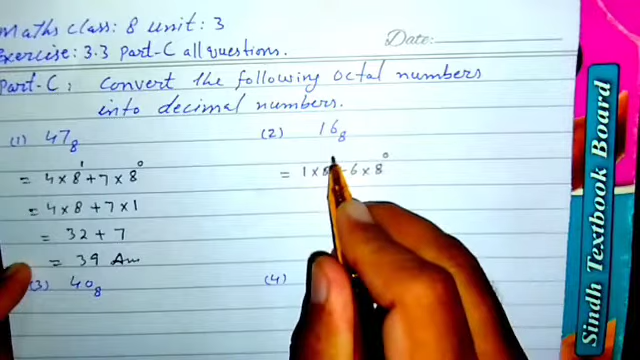 Maths class: 8 unit: 3
Exercise: 3.3 Part-C all questions.
Date:
Part-C: Convert the following octal numbers
into decimal numbers.
(1) 47₈
= 4 × 8¹ + 7 × 8⁰
= 4 × 8 + 7 × 1
= 32 + 7
= 39 Ans
(2) 16₈
= 1 × 8 + 6 × 8⁰
(3) 40₈
(4)
Sindh Textbook Board